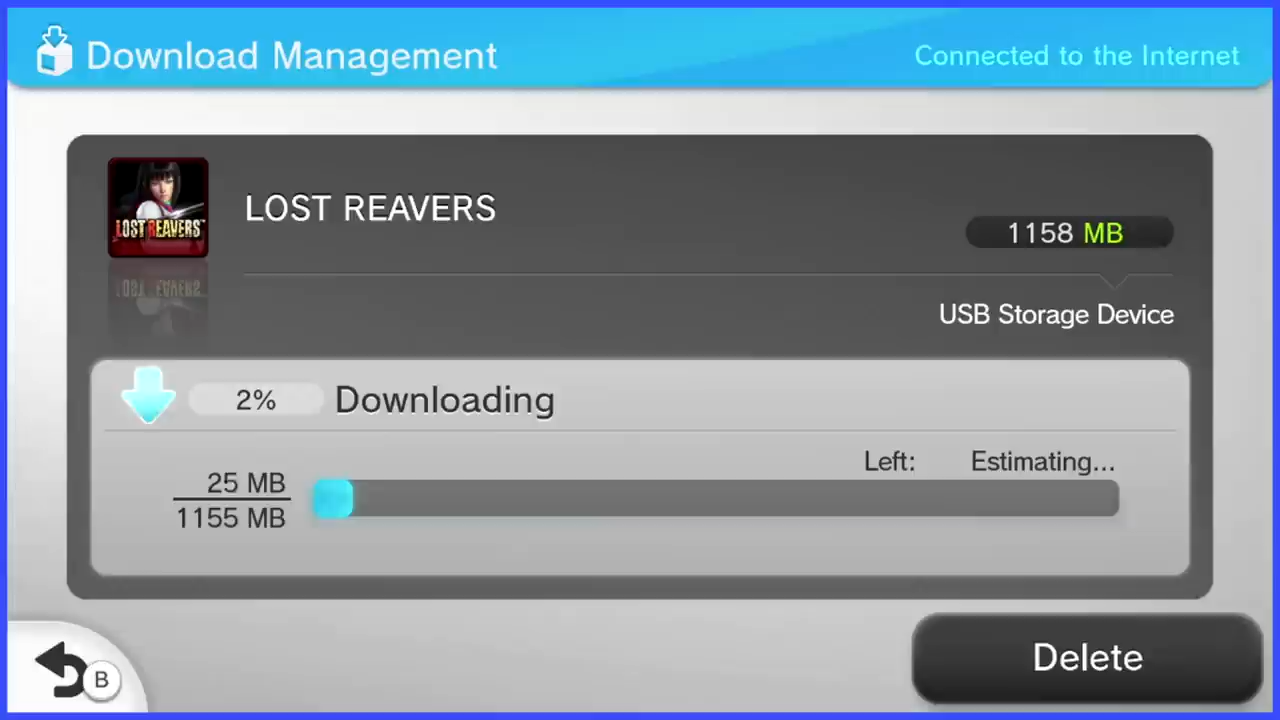 Download Management
Connected to the Internet
LOST REAVERS™
LOST REAVERS
1158 MB
USB Storage Device
2%
Downloading
Left: Estimating...
25 MB
1155 MB
B
Delete